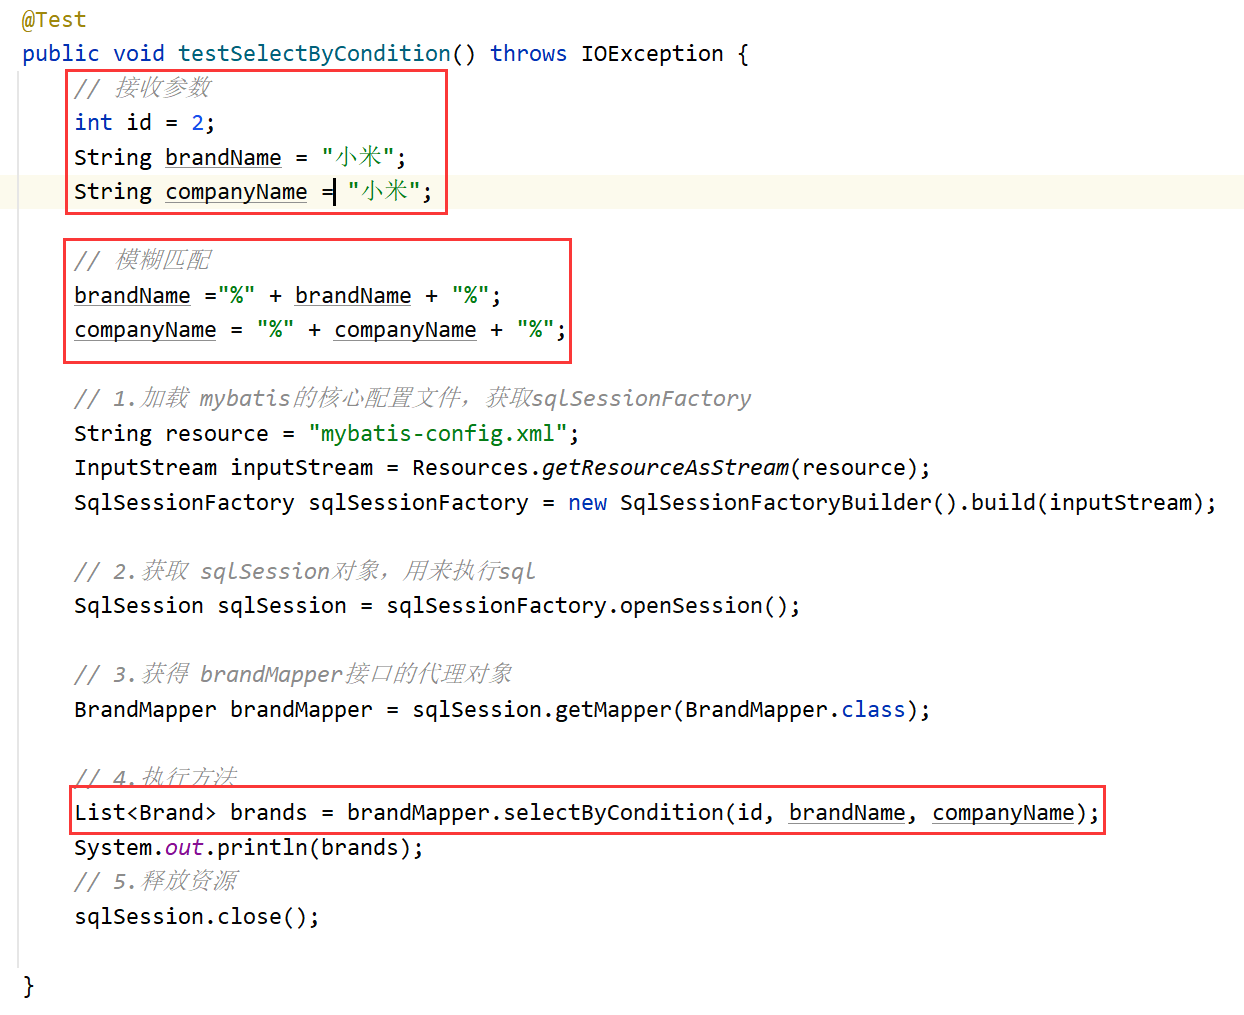 @Test
public void testSelectByCondition() throws IOException {
// 接收参数
int id = 2;
String brandName = "小米";
String companyName = "小米";
// 模糊匹配
brandName ="%" + brandName + "%";
companyName = "%" + companyName + "%";
// 1.加载 mybatis的核心配置文件，获取sqlSessionFactory
String resource = "mybatis-config.xml";
InputStream inputStream = Resources.getResourceAsStream(resource);
SqlSessionFactory sqlSessionFactory = new SqlSessionFactoryBuilder().build(inputStream);
// 2.获取 sqlSession对象，用来执行sql
SqlSession sqlSession = sqlSessionFactory.openSession();
// 3.获得 brandMapper接口的代理对象
BrandMapper brandMapper = sqlSession.getMapper(BrandMapper.class);
// 4.执行方法
List<Brand> brands = brandMapper.selectByCondition(id, brandName, companyName);
System.out.println(brands);
// 5.释放资源
sqlSession.close();
}